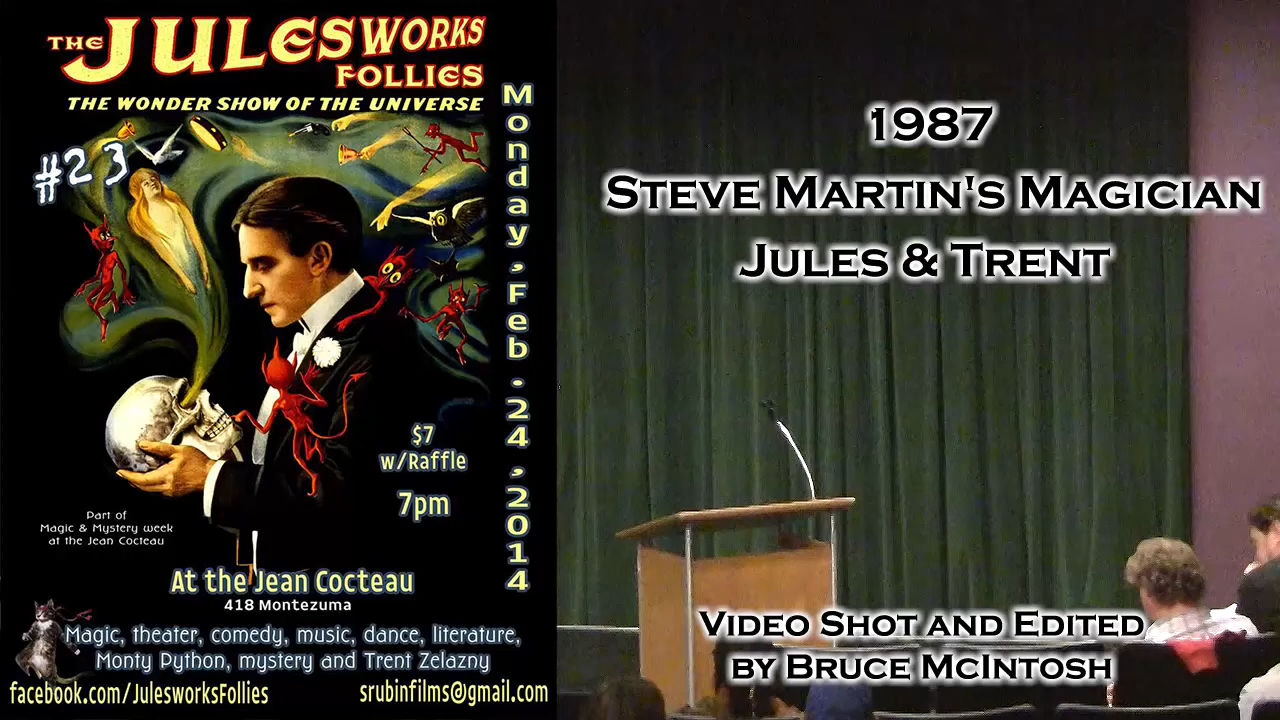 THE JULESWORKS
FOLLIES
THE WONDER SHOW OF THE UNIVERSE
#23
Monday, Feb. 24, 2014
$7
w/Raffle
7pm
Part of
Magic & Mystery week
at the Jean Cocteau
At the Jean Cocteau
418 Montezuma
Magic, theater, comedy, music, dance, literature,
Monty Python, mystery and Trent Zelazny
facebook.com/JulesworksFollies
srubinfilms@gmail.com
1987
STEVE MARTIN'S MAGICIAN
JULES & TRENT
VIDEO SHOT AND EDITED
BY BRUCE MCINTOSH